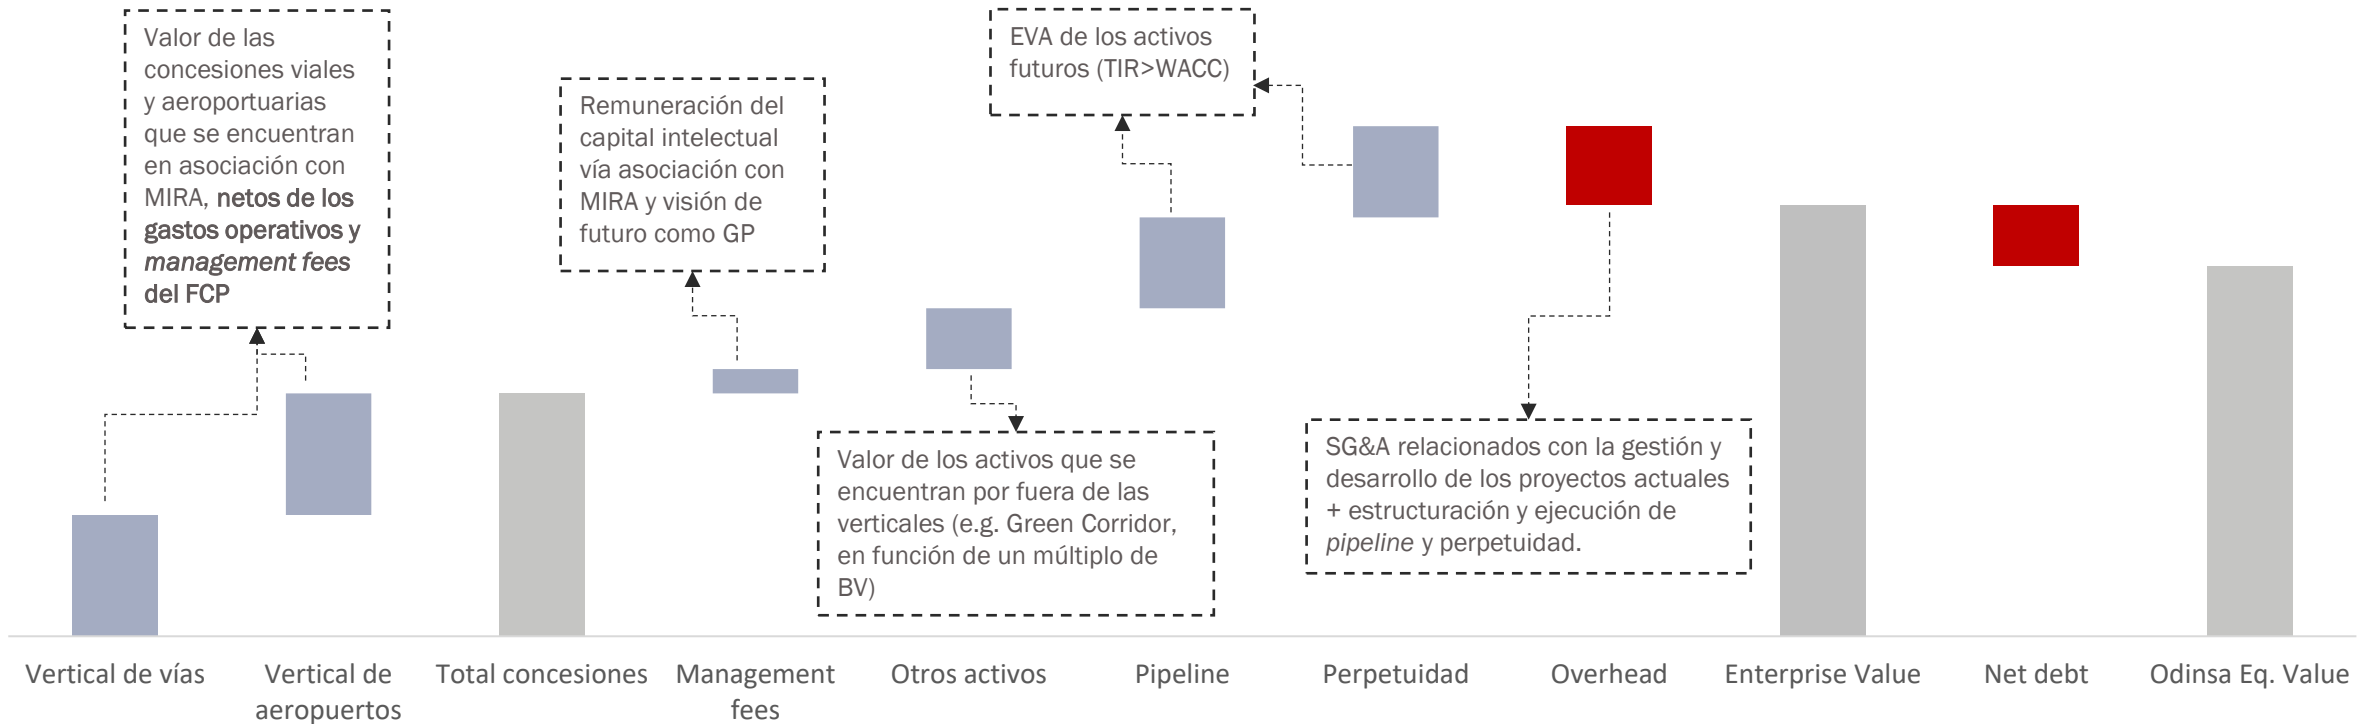 Valor de las
concesiones viales
y aeroportuarias
que se encuentran
en asociación con
MIRA, netos de los
gastos operativos y
management fees
del FCP
Remuneración del
capital intelectual
vía asociación con
MIRA y visión de
futuro como GP
EVA de los activos
futuros (TIR>WACC)
Valor de los activos que se
encuentran por fuera de las
verticales (e.g. Green Corridor,
en función de un múltiplo de
BV)
SG&A relacionados con la gestión y
desarrollo de los proyectos actuales
+ estructuración y ejecución de
pipeline y perpetuidad.
Vertical de vías
Vertical de
aeropuertos
Total concesiones
Management
fees
Otros activos
Pipeline
Perpetuidad
Overhead
Enterprise Value
Net debt
Odinsa Eq. Value